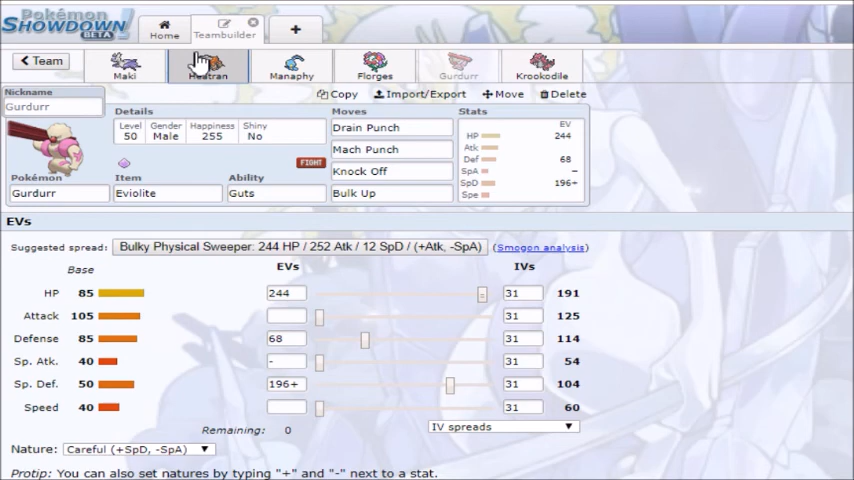 Pokémon
SHOWDOWN!
BETA
Home
Teambuilder
+
< Team
Maki
Heatran
Manaphy
Florges
Gurdurr
Krookodile
Copy Import/Export Move Delete
Nickname
Gurdurr
Details
Level Gender Happiness Shiny
50 Male 255 No
FIGHT
Pokémon
Gurdurr
Item
Eviolite
Ability
Guts
Moves
Drain Punch
Mach Punch
Knock Off
Bulk Up
Stats
EV
HP 244
Atk
Def 68
SpA -
SpD 196+
Spe
EVs
Suggested spread: Bulky Physical Sweeper: 244 HP / 252 Atk / 12 SpD / (+Atk, -SpA) (Smogon analysis)
Base EVs IVs
HP 85 244 31 191
Attack 105 31 125
Defense 85 68 31 114
Sp. Atk. 40 - 31 54
Sp. Def. 50 196+ 31 104
Speed 40 31 60
Remaining: 0 IV spreads
Nature: Careful (+SpD, -SpA)
Protip: You can also set natures by typing "+" and "-" next to a stat.